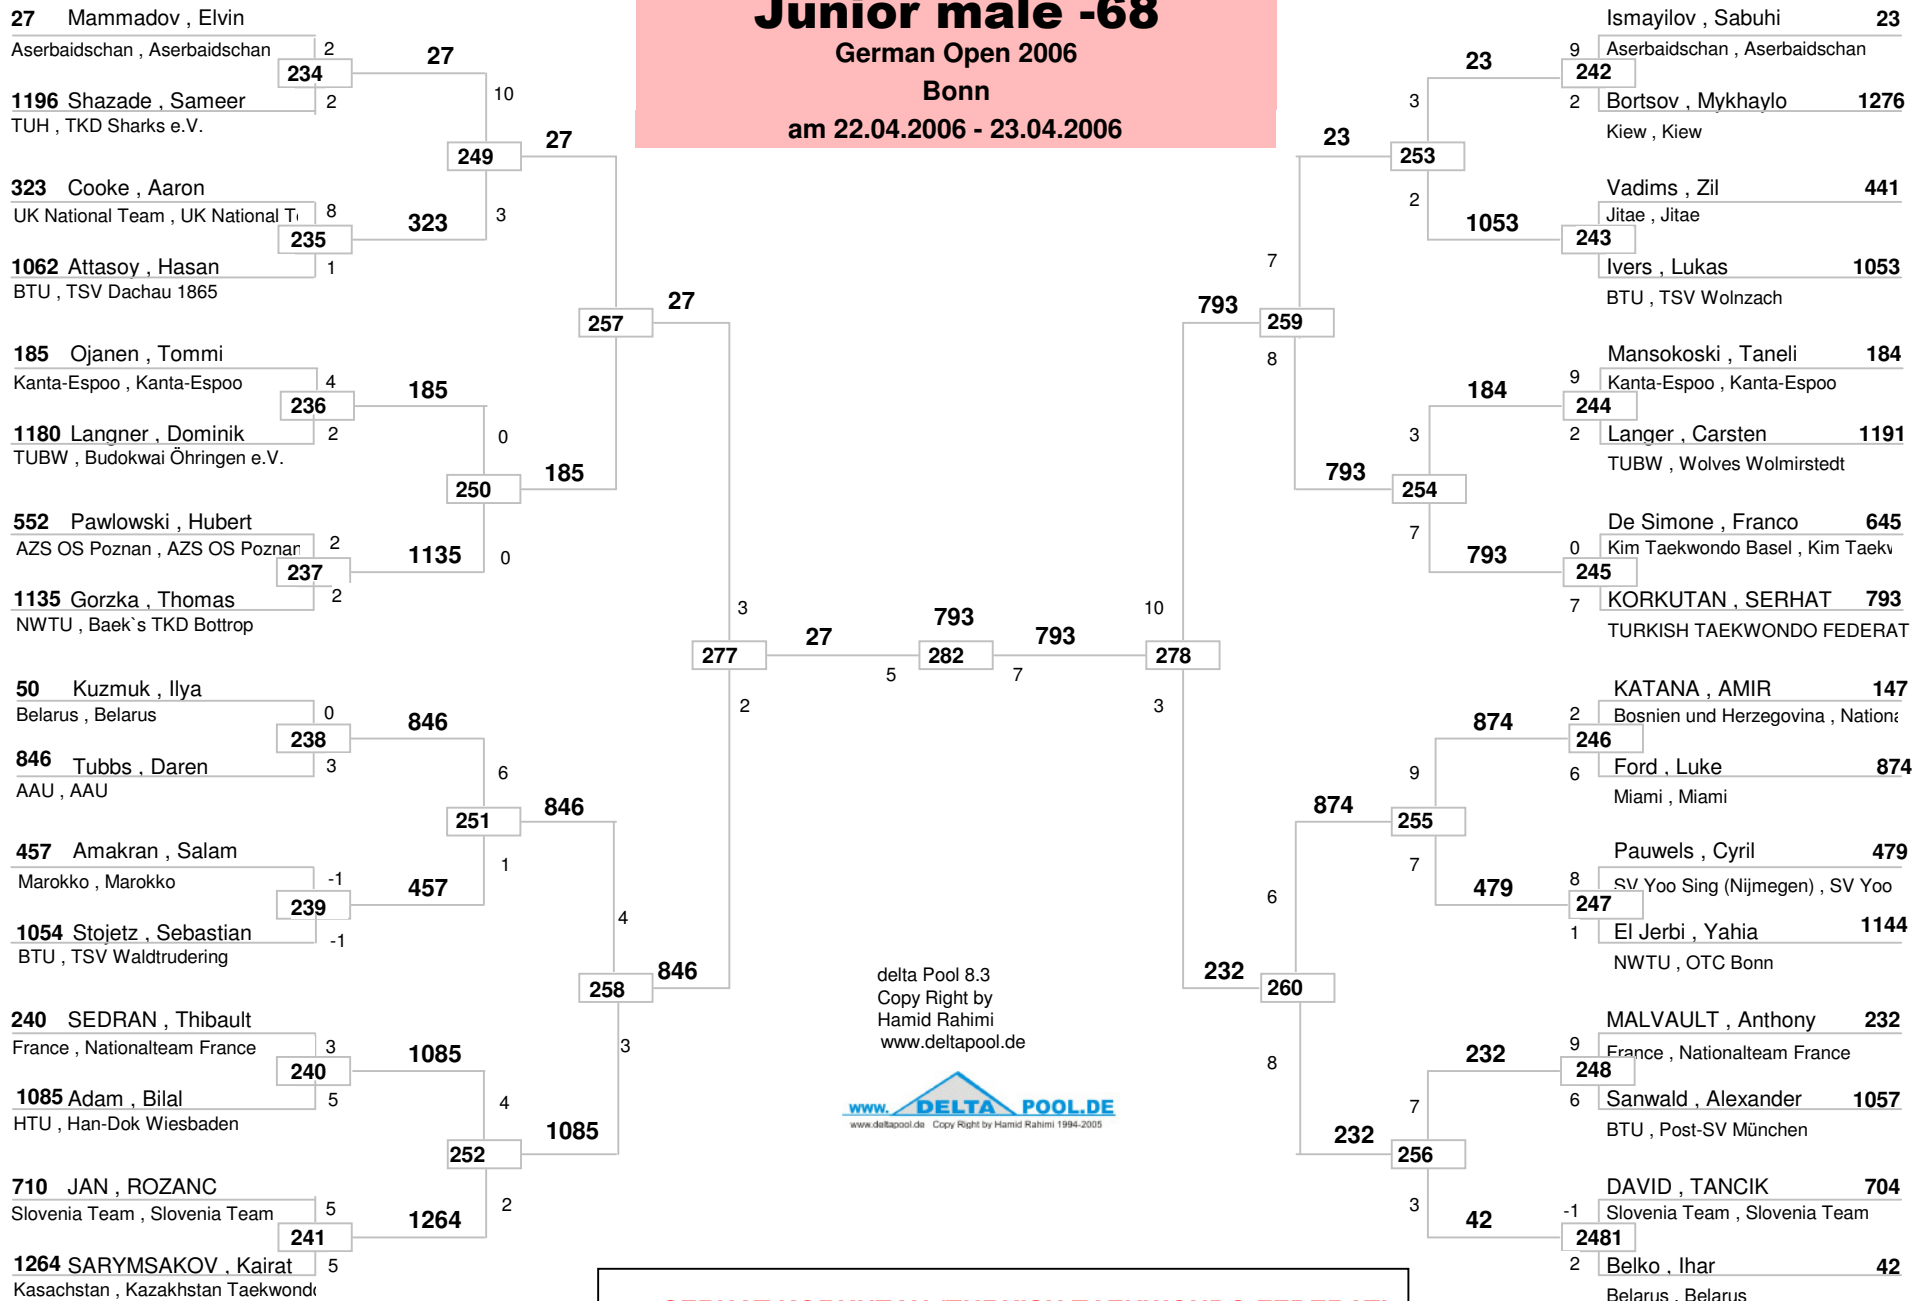 Junior male -68
German Open 2006
Bonn
am 22.04.2006 - 23.04.2006
27 Mammadov , Elvin
Aserbaidschan , Aserbaidschan 2
234
27
1196 Shazade , Sameer 2
TUH , TKD Sharks e.V.
10
249
27
323 Cooke , Aaron
UK National Team , UK National T 8
235
323
3
1062 Attasoy , Hasan 1
BTU , TSV Dachau 1865
257
27
185 Ojanen , Tommi
Kanta-Espoo , Kanta-Espoo 4
236
185
1180 Langner , Dominik 2
TUBW , Budokwai Öhringen e.V.
0
250
185
552 Pawlowski , Hubert
AZS OS Poznan , AZS OS Poznan 2
237
1135
0
1135 Gorzka , Thomas 2
NWTU , Baek`s TKD Bottrop
3
277
27
2
50 Kuzmuk , Ilya
Belarus , Belarus 0
238
846
846 Tubbs , Daren 3
AAU , AAU
6
251
846
457 Amakran , Salam
Marokko , Marokko -1
239
457
1
1054 Stojetz , Sebastian -1
BTU , TSV Waldtrudering
4
258
846
3
240 SEDRAN , Thibault
France , Nationalteam France 3
240
1085
1085 Adam , Bilal 5
HTU , Han-Dok Wiesbaden
4
252
1085
710 JAN , ROZANC
Slovenia Team , Slovenia Team 5
241
1264
2
1264 SARYMSAKOV , Kairat 5
Kasachstan , Kazakhstan Taekwondo
793
5 282 7
793
10
278
3
Ismayilov , Sabuhi 23
9 Aserbaidschan , Aserbaidschan
23
242
2 Bortsov , Mykhaylo 1276
Kiew , Kiew
3
23
253
2
Vadims , Zil 441
Jitae , Jitae
1053
243
Ivers , Lukas 1053
BTU , TSV Wolnzach
7
793
259
8
Mansokoski , Taneli 184
9 Kanta-Espoo , Kanta-Espoo
184
244
2 Langer , Carsten 1191
TUBW , Wolves Wolmirstedt
3
793
254
7
De Simone , Franco 645
0 Kim Taekwondo Basel , Kim Taekw
793
245
7 KORKUTAN , SERHAT 793
TURKISH TAEKWONDO FEDERAT
KATANA , AMIR 147
2 Bosnien und Herzegovina , Nationa
874
246
6 Ford , Luke 874
Miami , Miami
9
874
255
7
Pauwels , Cyril 479
8 SV Yoo Sing (Nijmegen) , SV Yoo
479
247
1 El Jerbi , Yahia 1144
NWTU , OTC Bonn
6
232
260
8
MALVAULT , Anthony 232
9 France , Nationalteam France
232
248
6 Sanwald , Alexander 1057
BTU , Post-SV München
7
232
256
3
DAVID , TANCIK 704
-1 Slovenia Team , Slovenia Team
42
2481
2 Belko , Ihar 42
Belarus , Belarus
delta Pool 8.3
Copy Right by
Hamid Rahimi
www.deltapool.de
www. DELTA POOL.DE
www.deltapool.de Copy Right by Hamid Rahimi 1994-2005
SERHAT KORKUTAN (TURKISH TAEKWONDO FEDERATI